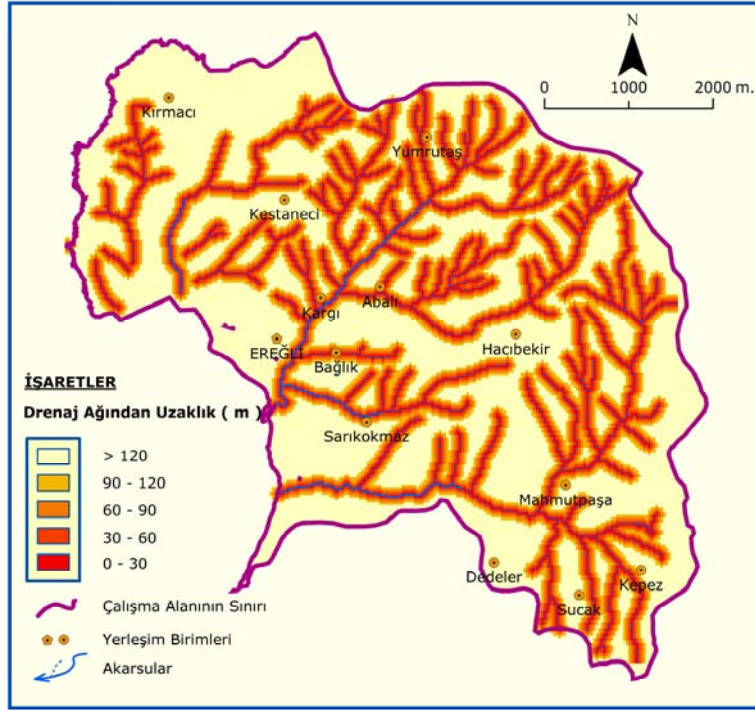 N
0 1000 2000 m.
Kırmacı
Yumrutaş
Kestaneci
Kargı
Abalı
EREĞLİ
Bağlık
Hacıbekir
Sarıkokmaz
Mahmutpaşa
Dedeler
Sucak
Kepez
İŞARETLER
Drenaj Ağından Uzaklık ( m )
> 120
90 - 120
60 - 90
30 - 60
0 - 30
Çalışma Alanının Sınırı
Yerleşim Birimleri
Akarsular